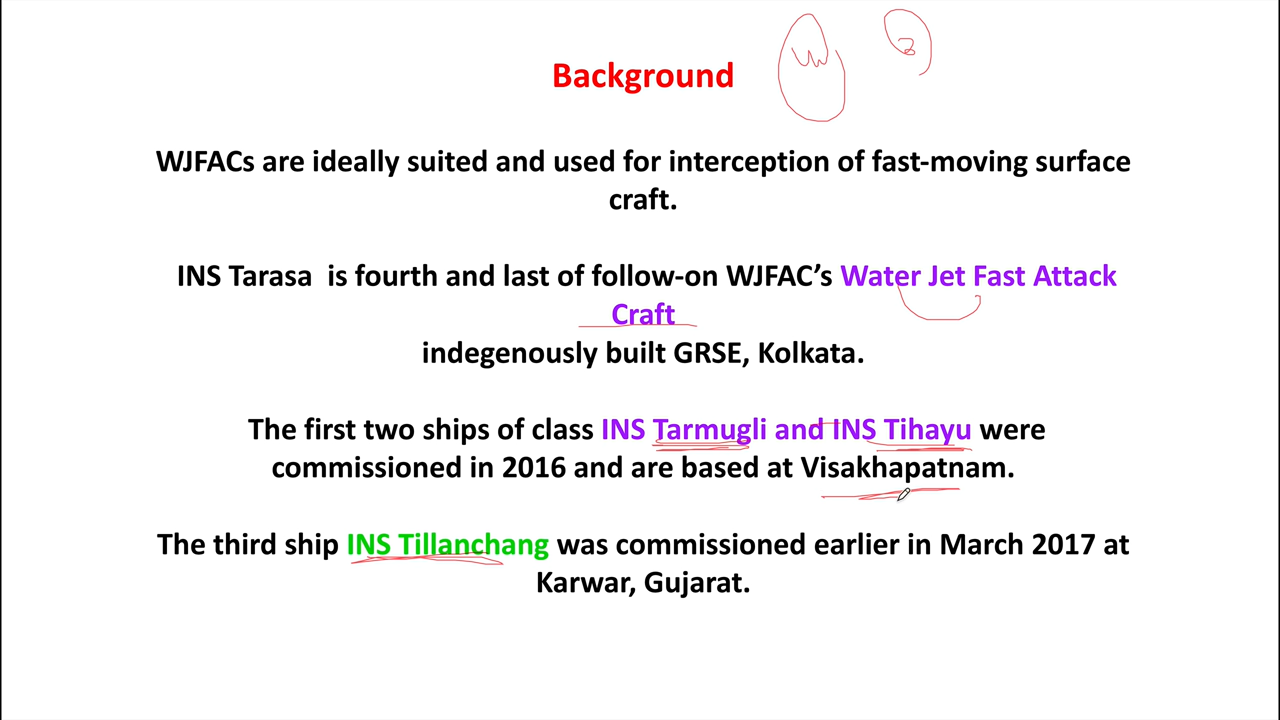 Background
WJFACs are ideally suited and used for interception of fast-moving surface
craft.
INS Tarasa is fourth and last of follow-on WJFAC’s Water Jet Fast Attack
Craft
indegenously built GRSE, Kolkata.
The first two ships of class INS Tarmugli and INS Tihayu were
commissioned in 2016 and are based at Visakhapatnam.
The third ship INS Tillanchang was commissioned earlier in March 2017 at
Karwar, Gujarat.